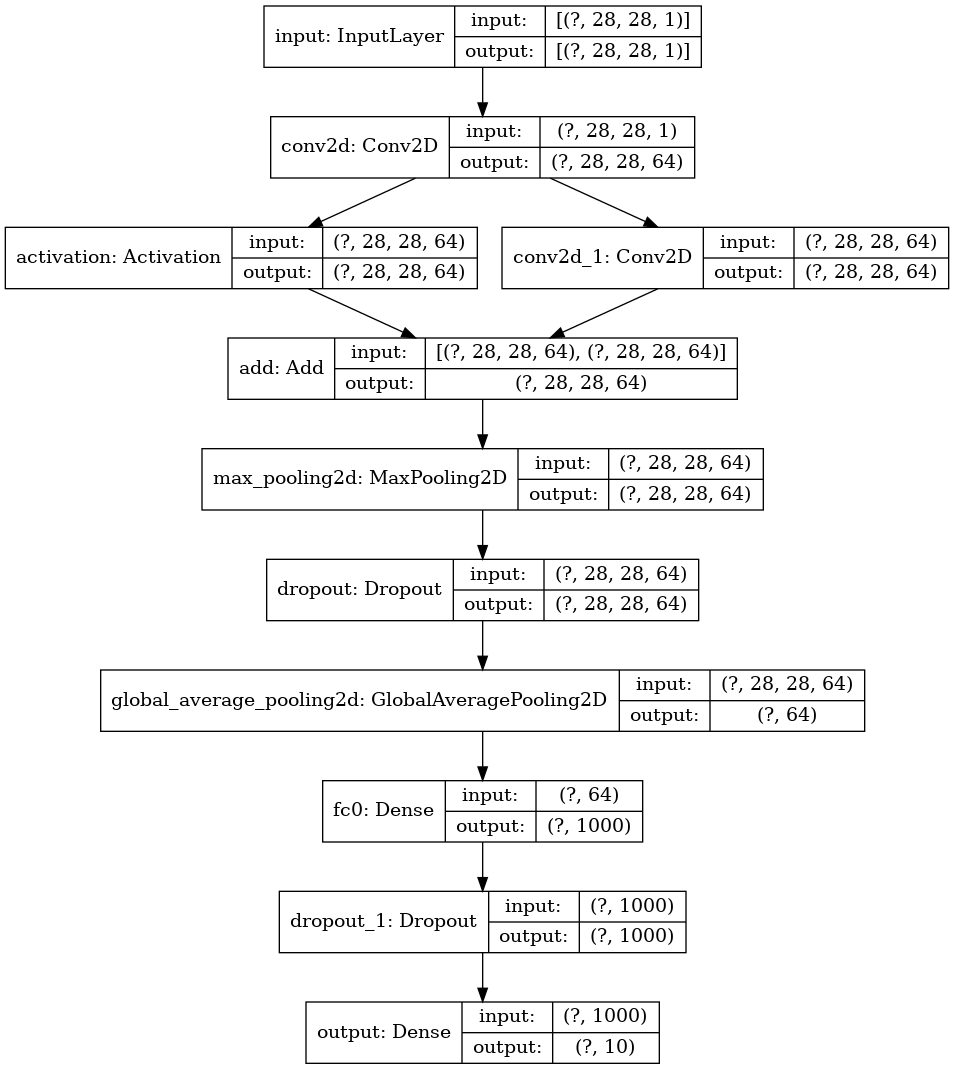 input: InputLayer
input: [(?, 28, 28, 1)]
output: [(?, 28, 28, 1)]
conv2d: Conv2D
input: (?, 28, 28, 1)
output: (?, 28, 28, 64)
activation: Activation
input: (?, 28, 28, 64)
output: (?, 28, 28, 64)
conv2d_1: Conv2D
input: (?, 28, 28, 64)
output: (?, 28, 28, 64)
add: Add
input: [(?, 28, 28, 64), (?, 28, 28, 64)]
output: (?, 28, 28, 64)
max_pooling2d: MaxPooling2D
input: (?, 28, 28, 64)
output: (?, 28, 28, 64)
dropout: Dropout
input: (?, 28, 28, 64)
output: (?, 28, 28, 64)
global_average_pooling2d: GlobalAveragePooling2D
input: (?, 28, 28, 64)
output: (?, 64)
fc0: Dense
input: (?, 64)
output: (?, 1000)
dropout_1: Dropout
input: (?, 1000)
output: (?, 1000)
output: Dense
input: (?, 1000)
output: (?, 10)